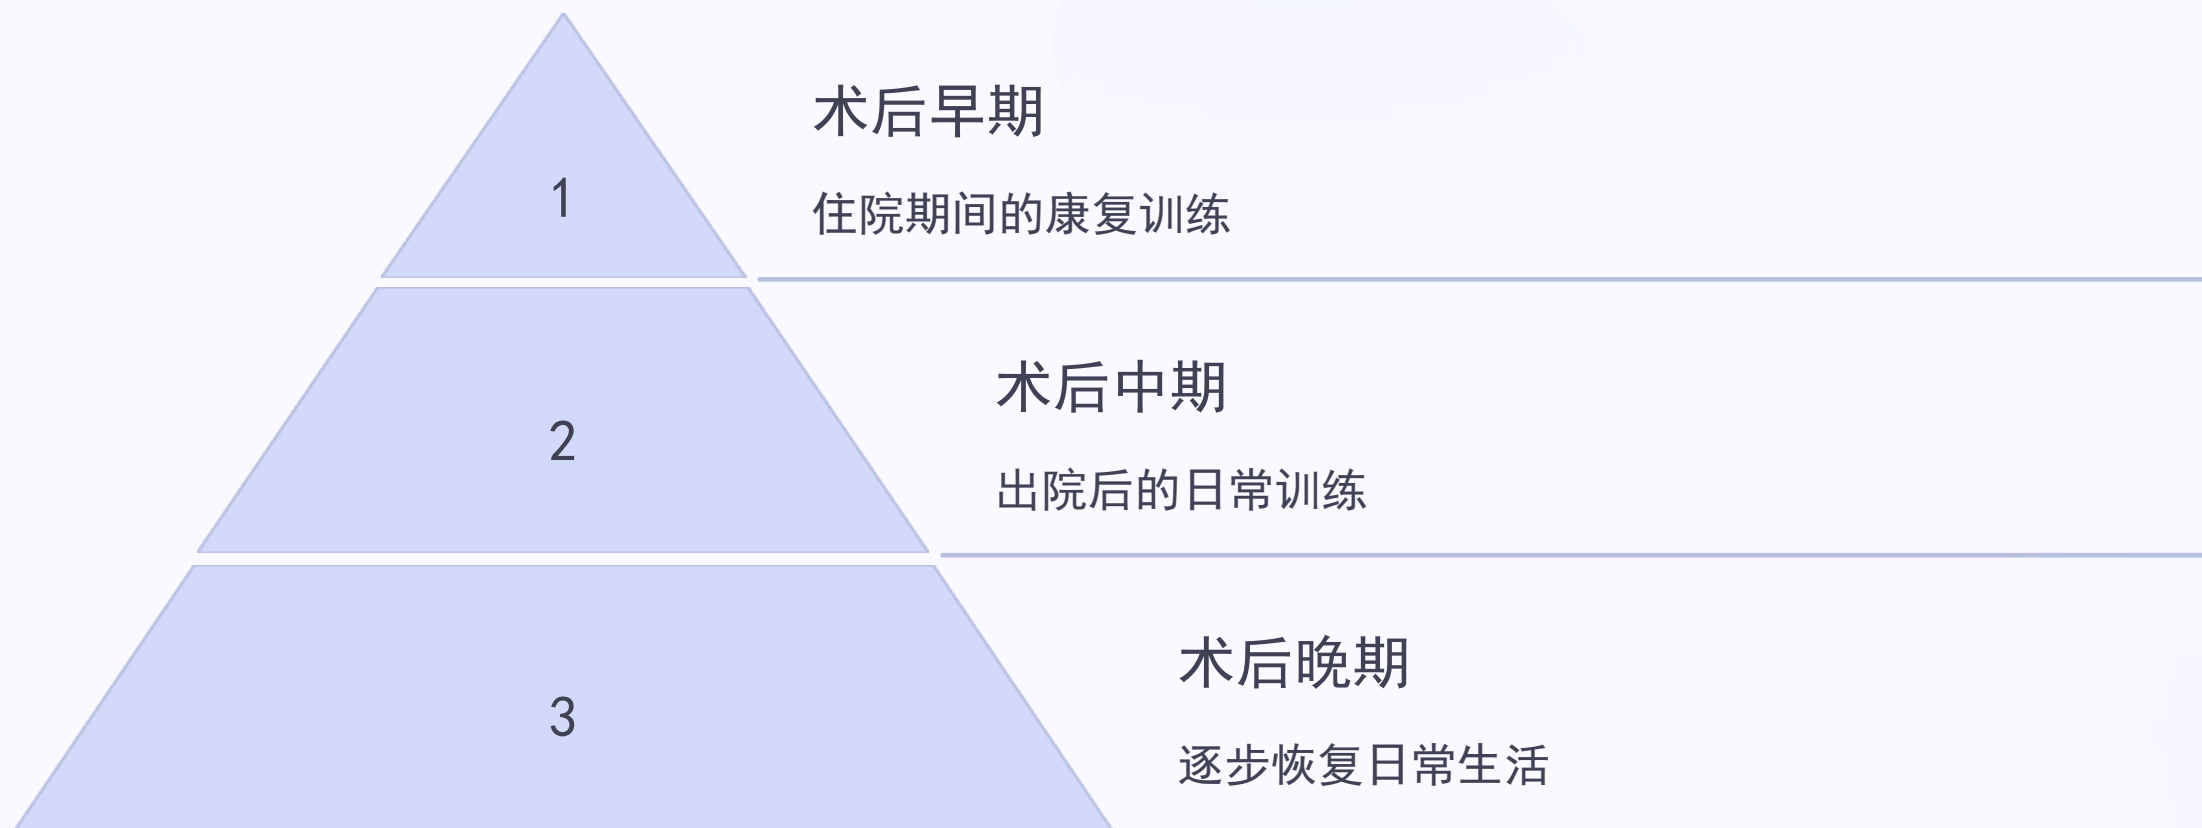 1
术后早期
住院期间的康复训练
2
术后中期
出院后的日常训练
3
术后晚期
逐步恢复日常生活